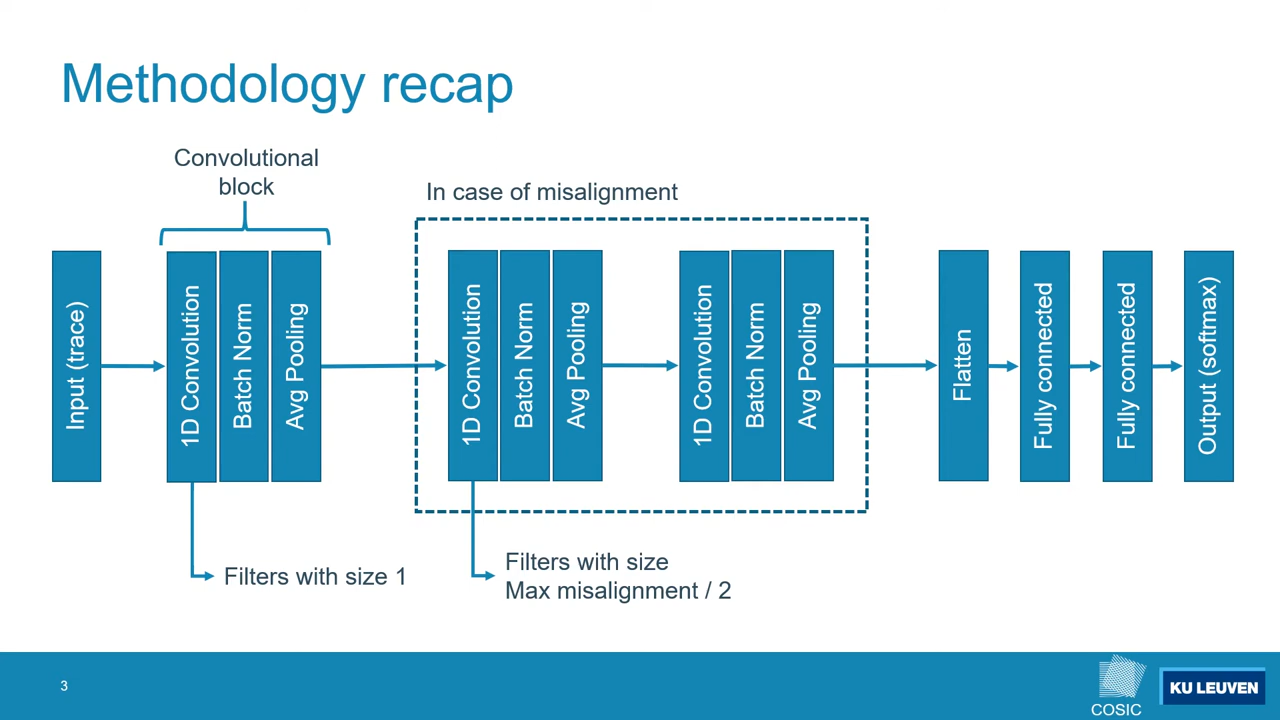 Methodology recap
Convolutional
block
In case of misalignment
Input (trace)
1D Convolution
Batch Norm
Avg Pooling
1D Convolution
Batch Norm
Avg Pooling
1D Convolution
Batch Norm
Avg Pooling
Flatten
Fully connected
Fully connected
Output (softmax)
Filters with size 1
Filters with size
Max misalignment / 2
3
COSIC
KU LEUVEN